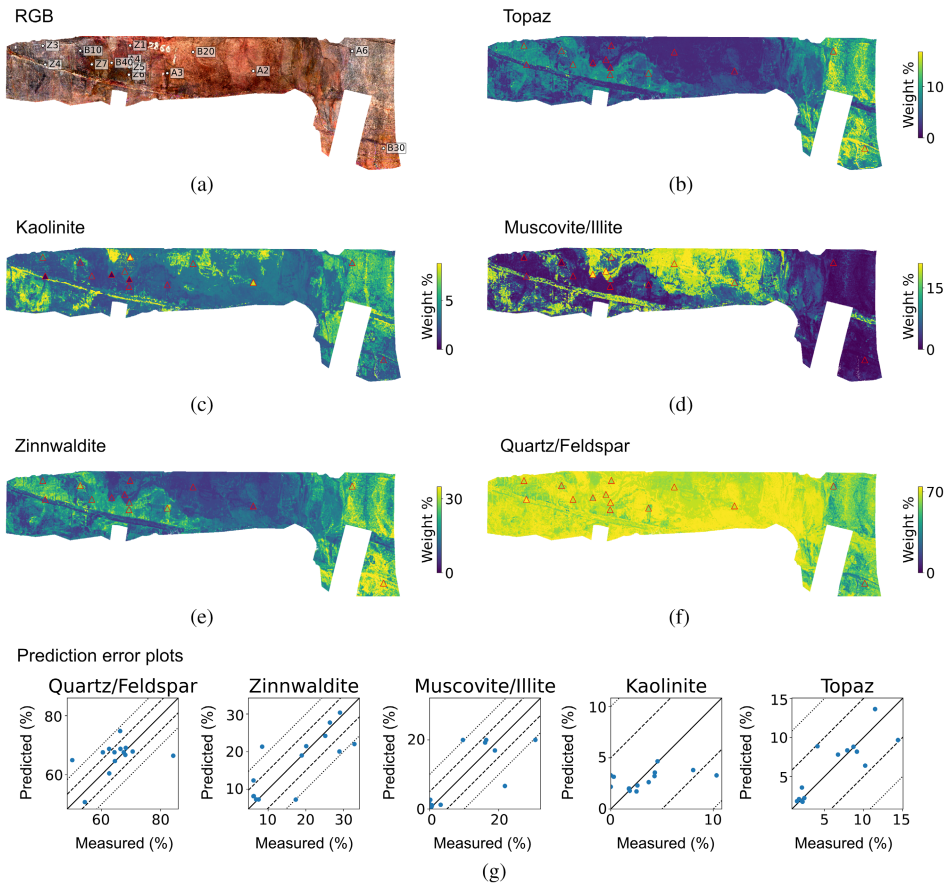 RGB
Topaz
Z3
B10
Z1
B20
A6
Z4
Z7
B40
Z5
Z6
A3
A2
B30
Weight %
10
0
(a)
(b)
Kaolinite
Muscovite/Illite
Weight %
5
0
Weight %
15
0
(c)
(d)
Zinnwaldite
Quartz/Feldspar
Weight %
30
0
Weight %
70
0
(e)
(f)
Prediction error plots
Quartz/Feldspar
Zinnwaldite
Muscovite/Illite
Kaolinite
Topaz
Predicted (%)
80
60
60
80
Measured (%)
Predicted (%)
30
20
10
10
20
30
Measured (%)
Predicted (%)
20
0
0
20
Measured (%)
Predicted (%)
10
5
0
0
5
10
Measured (%)
Predicted (%)
15
10
5
5
10
15
Measured (%)
(g)